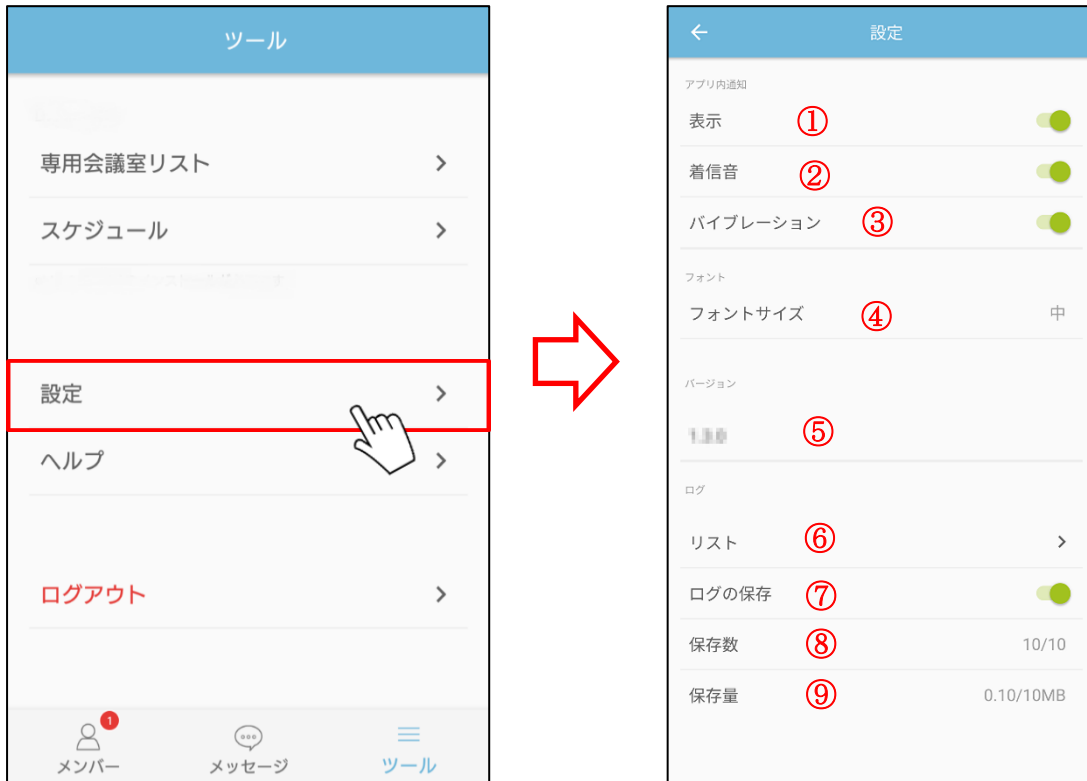 ツール
専用会議室リスト
スケジュール
設定
ヘルプ
ログアウト
1
メンバー
メッセージ
ツール
設定
アプリ内通知
表示 ①
着信音 ②
バイブレーション ③
フォント
フォントサイズ ④ 中
バージョン
1.3.0 ⑤
ログ
リスト ⑥
ログの保存 ⑦
保存数 ⑧ 10/10
保存量 ⑨ 0.10/10MB